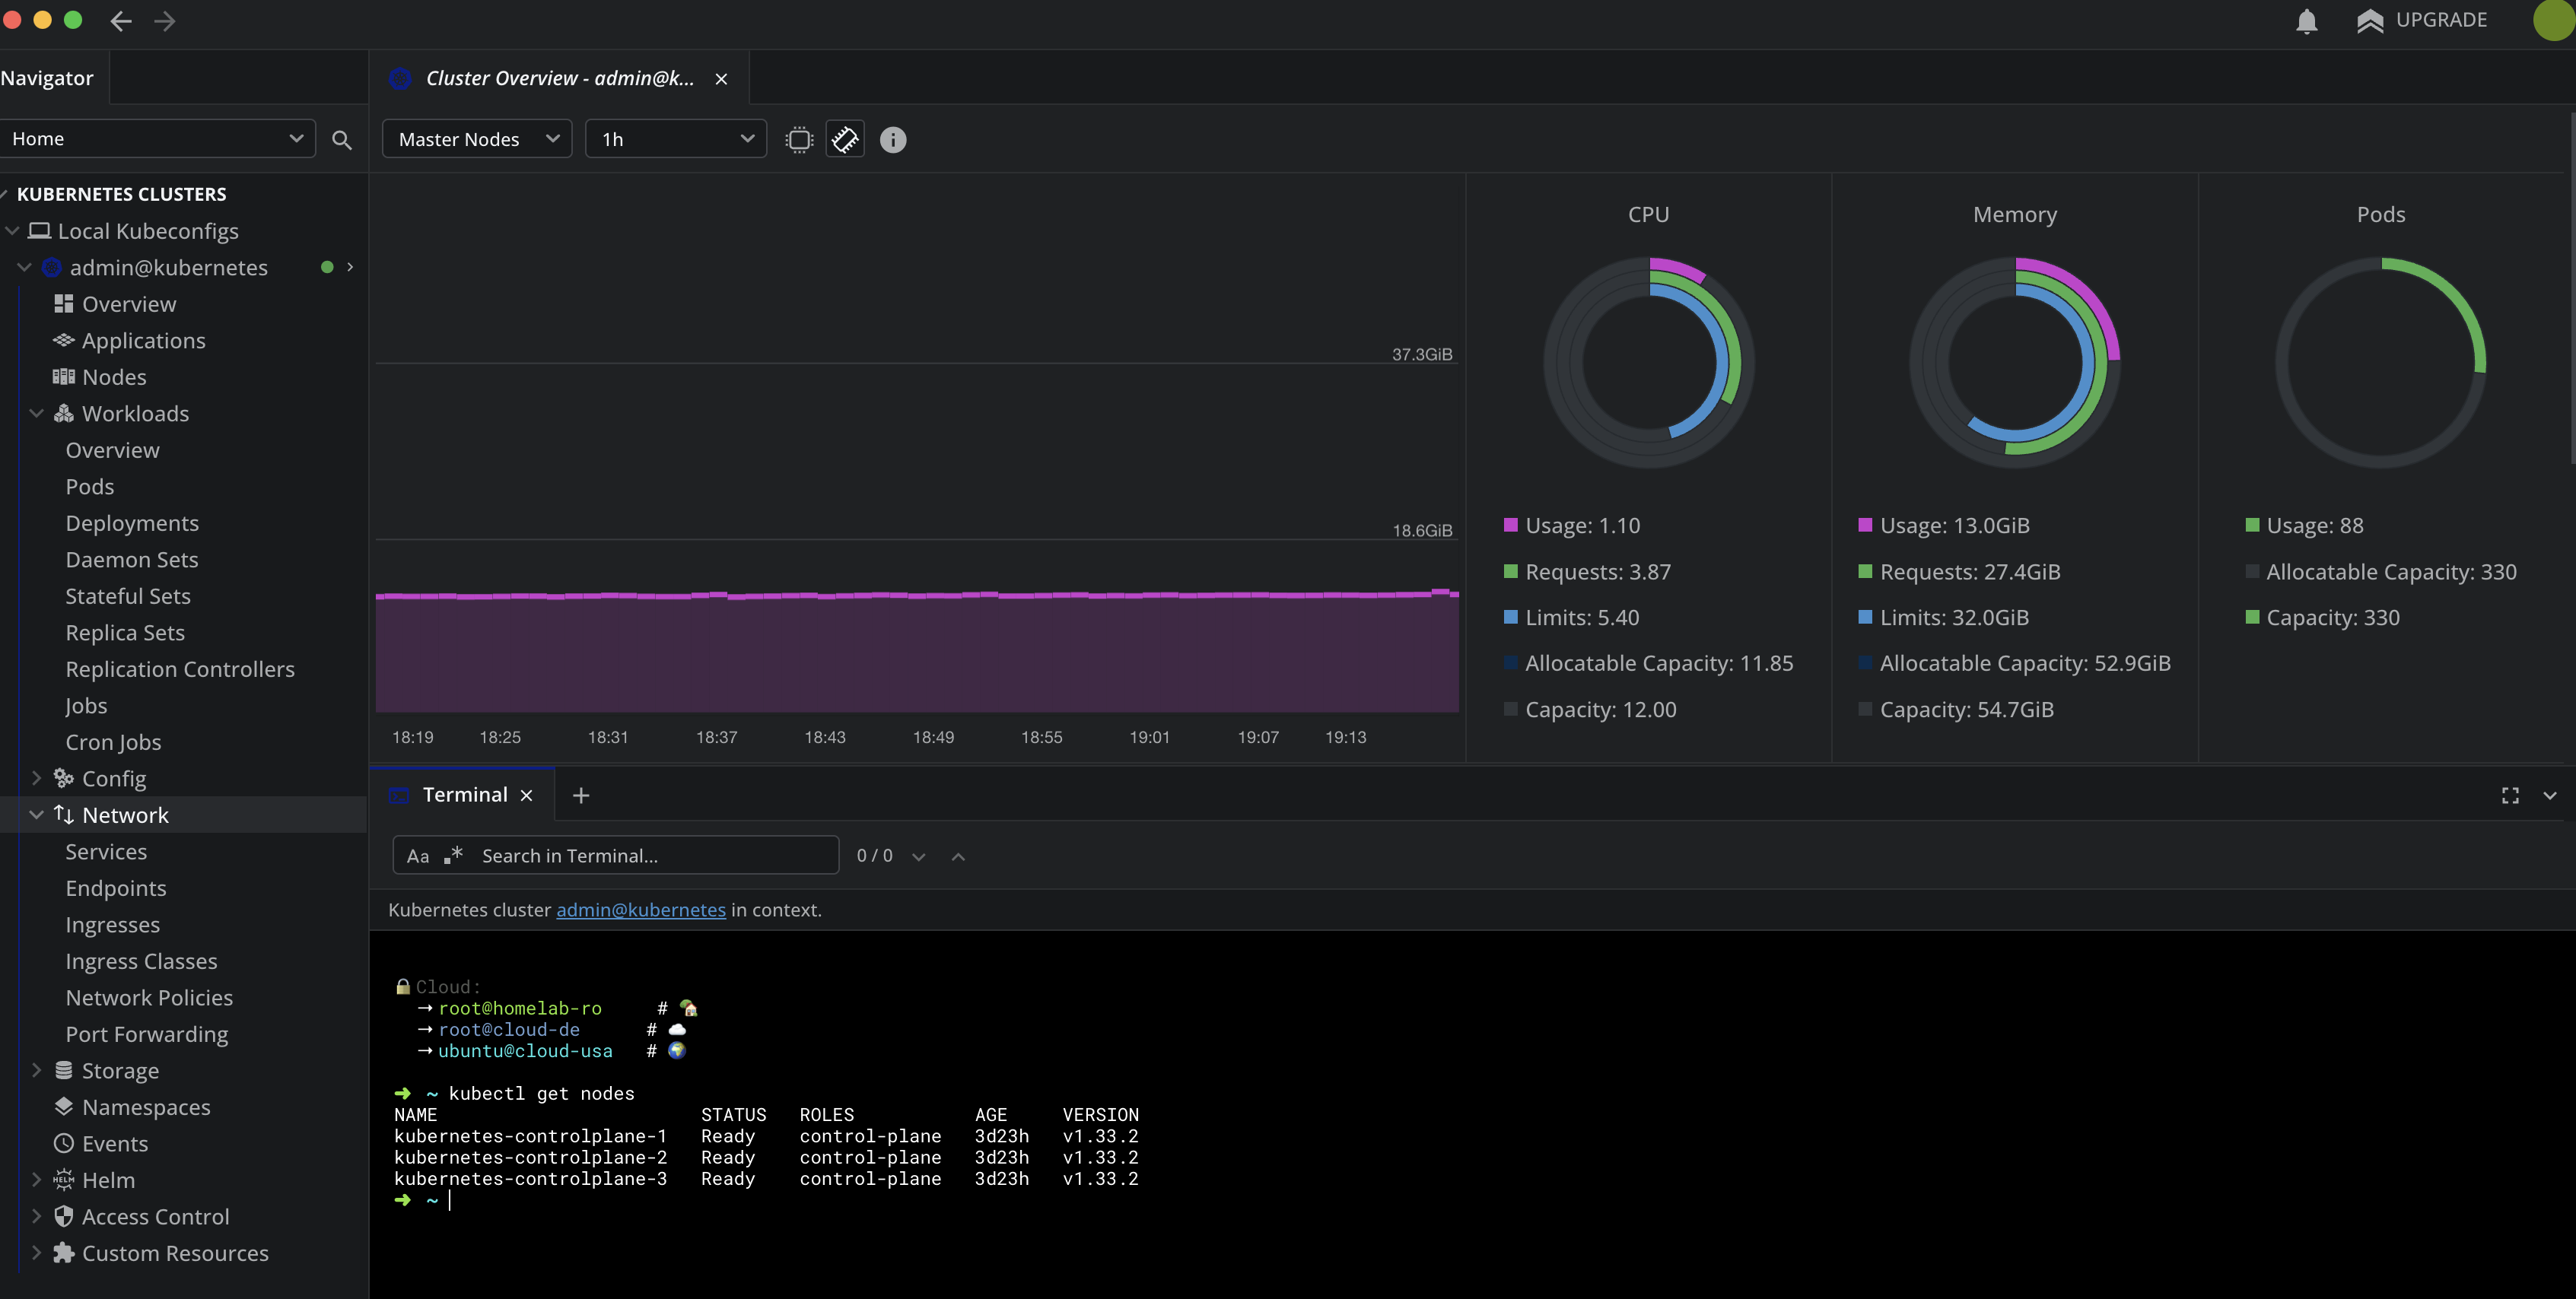 UPGRADE
Navigator
Cluster Overview - admin@k...
Home
Master Nodes
1h
KUBERNETES CLUSTERS
Local Kubeconfigs
admin@kubernetes
Overview
Applications
Nodes
Workloads
Overview
Pods
Deployments
Daemon Sets
Stateful Sets
Replica Sets
Replication Controllers
Jobs
Cron Jobs
Config
Network
Services
Endpoints
Ingresses
Ingress Classes
Network Policies
Port Forwarding
Storage
Namespaces
Events
HELM Helm
Access Control
Custom Resources
37.3GiB
18.6GiB
18:19 18:25 18:31 18:37 18:43 18:49 18:55 19:01 19:07 19:13
CPU
Usage: 1.10
Requests: 3.87
Limits: 5.40
Allocatable Capacity: 11.85
Capacity: 12.00
Memory
Usage: 13.0GiB
Requests: 27.4GiB
Limits: 32.0GiB
Allocatable Capacity: 52.9GiB
Capacity: 54.7GiB
Pods
Usage: 88
Allocatable Capacity: 330
Capacity: 330
Terminal
Aa .* Search in Terminal... 0 / 0
Kubernetes cluster admin@kubernetes in context.
🔒 Cloud:
→ root@homelab-ro # 🏡
→ root@cloud-de # ☁️
→ ubuntu@cloud-usa # 🌍
➜ ~ kubectl get nodes
NAME STATUS ROLES AGE VERSION
kubernetes-controlplane-1 Ready control-plane 3d23h v1.33.2
kubernetes-controlplane-2 Ready control-plane 3d23h v1.33.2
kubernetes-controlplane-3 Ready control-plane 3d23h v1.33.2
➜ ~